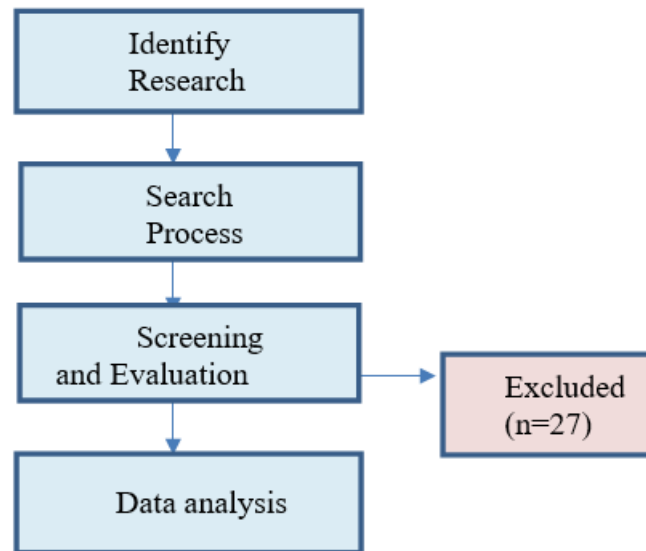 Identify
Research
Search
Process
Screening
and Evaluation
Excluded
(n=27)
Data analysis